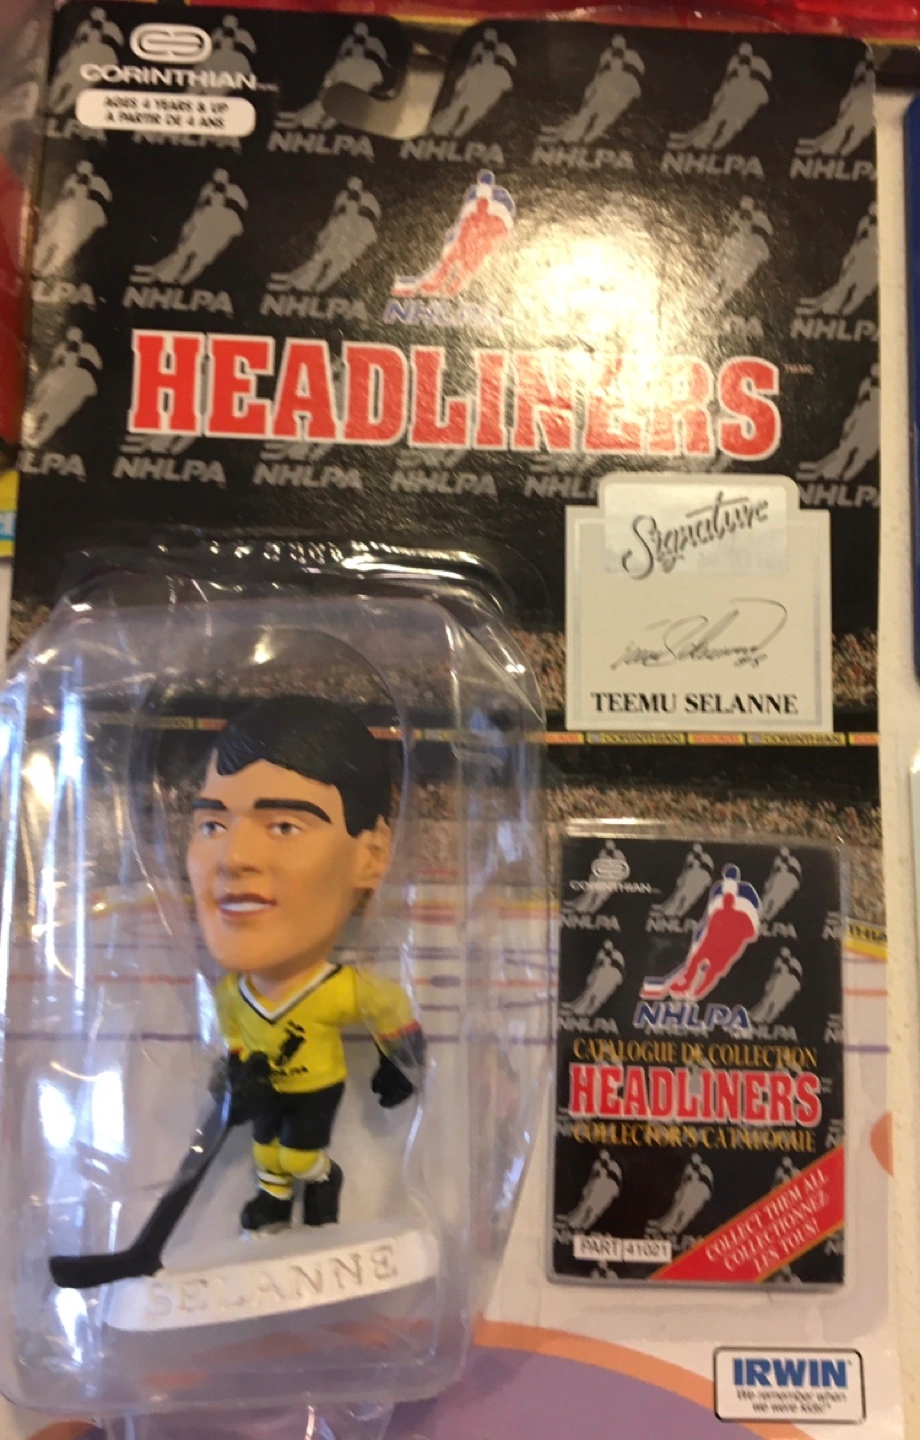 CORINTHIAN
AGES 4 YEARS & UP
À PARTIR DE 4 ANS
NHLPA
HEADLINERS
Signature
TEEMU SELANNE
CORINTHIAN
CORINTHIAN
CORINTHIAN
NHLPA
CATALOGUE DE COLLECTION
HEADLINERS
COLLECTOR'S CATALOGUE
COLLECT THEM ALL
COLLECTIONNEZ
LES TOUS!
PART 41021
SELANNE
IRWIN
We remember when
we were kids